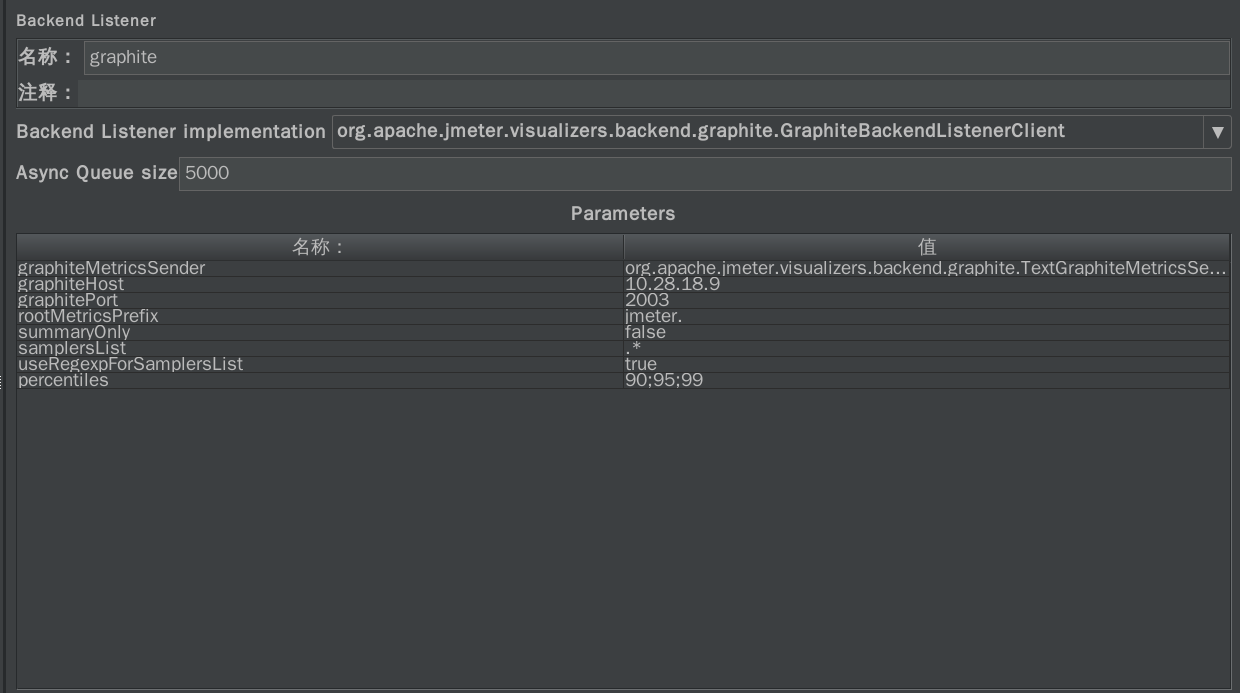 Backend Listener
名称： graphite
注释：
Backend Listener implementation org.apache.jmeter.visualizers.backend.graphite.GraphiteBackendListenerClient
Async Queue size 5000
Parameters
名称： 值
graphiteMetricsSender org.apache.jmeter.visualizers.backend.graphite.TextGraphiteMetricsSe...
graphiteHost 10.28.18.9
graphitePort 2003
rootMetricsPrefix jmeter.
summaryOnly false
samplersList .*
useRegexpForSamplersList true
percentiles 90;95;99